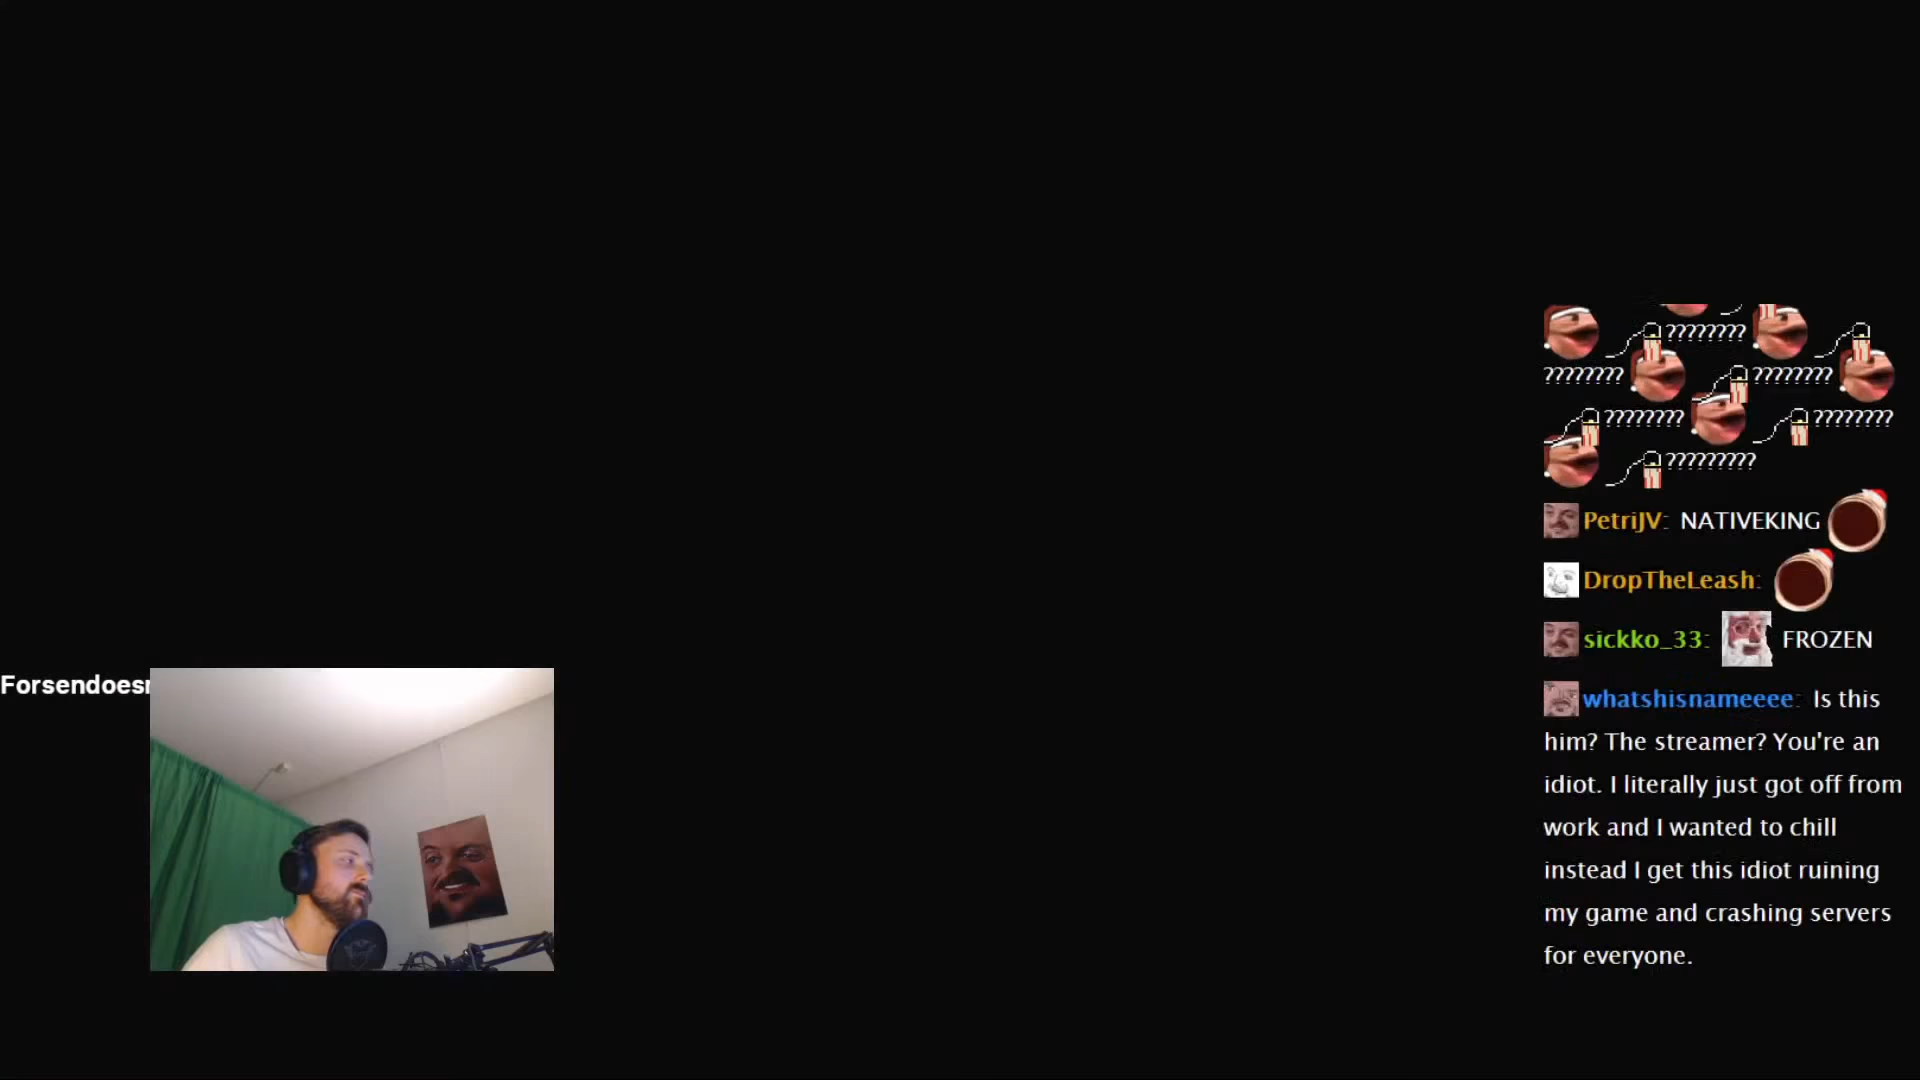 ????????
???????? ????????
???????? ????????
?????????
PetriJV: NATIVEKING
DropTheLeash:
sickko_33: FROZEN
whatshisnameeee: Is this
him? The streamer? You're an
idiot. I literally just got off from
work and I wanted to chill
instead I get this idiot ruining
my game and crashing servers
for everyone.
Forsendoes